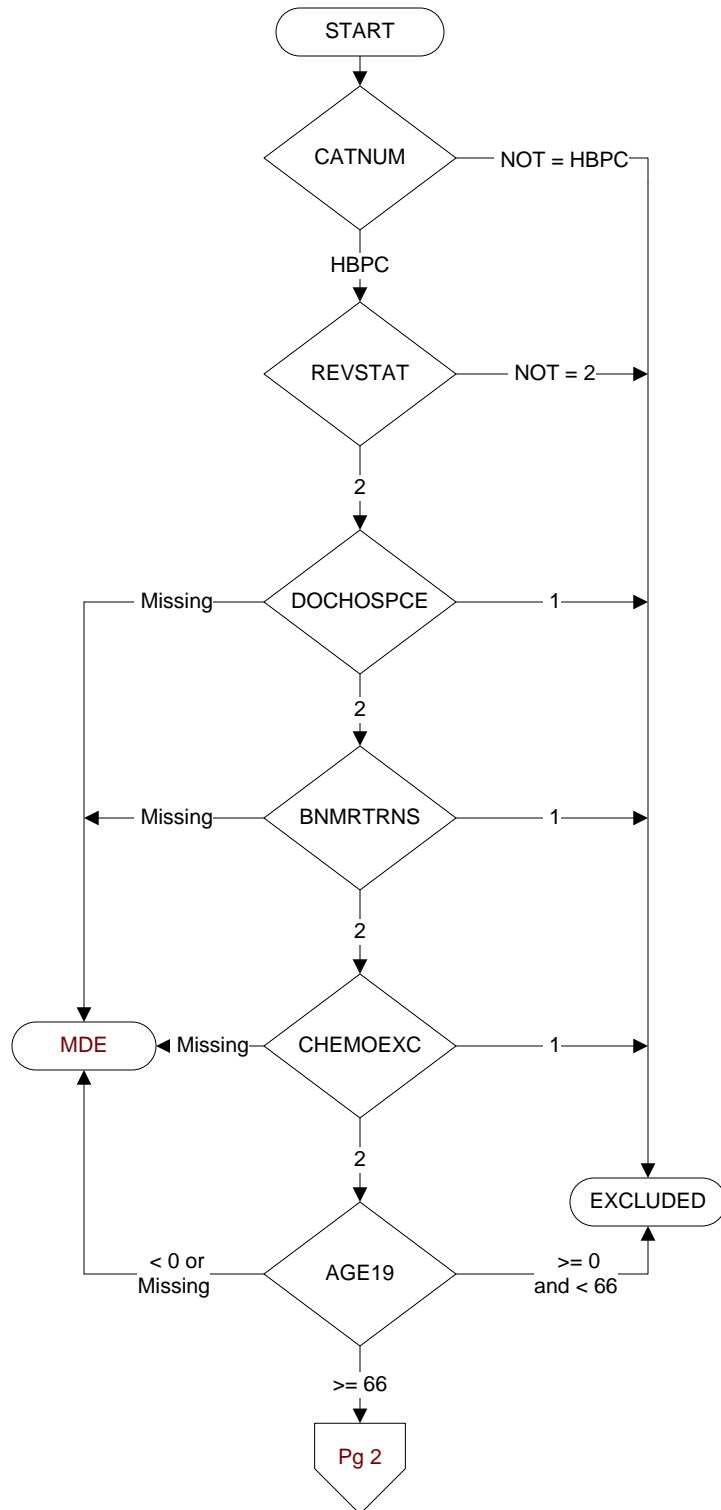 START
CATNUM
NOT = HBPC
HBPC
REVSTAT
NOT = 2
2
Missing
DOCHOSPCE
1
2
Missing
BNMRTRNS
1
2
MDE
Missing
CHEMOEXC
1
2
EXCLUDED
< 0 or
Missing
AGE19
>= 0
and < 66
>= 66
Pg 2